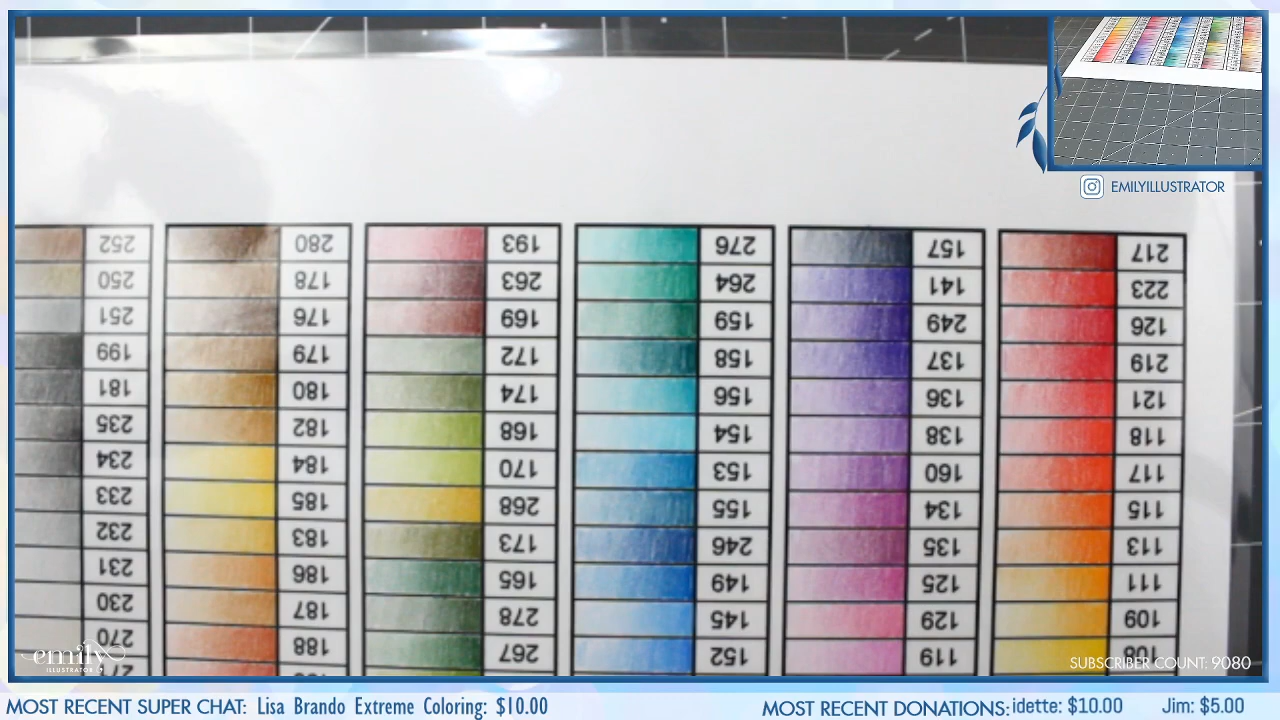 EMILYILLUSTRATOR
252 280 193 276 157 217
250 178 263 264 141 223
251 176 169 159 249 126
199 179 172 158 137 219
181 180 174 156 136 121
235 182 168 154 138 118
234 184 170 153 160 117
233 185 268 155 134 115
232 183 173 246 135 113
231 186 165 149 125 111
230 187 278 145 129 109
270 188 267 152 119 108
emily
ILLUSTRATOR
SUBSCRIBER COUNT: 9080
MOST RECENT SUPER CHAT: Lisa Brando Extreme Coloring: $10.00
MOST RECENT DONATIONS: idette: $10.00 Jim: $5.00